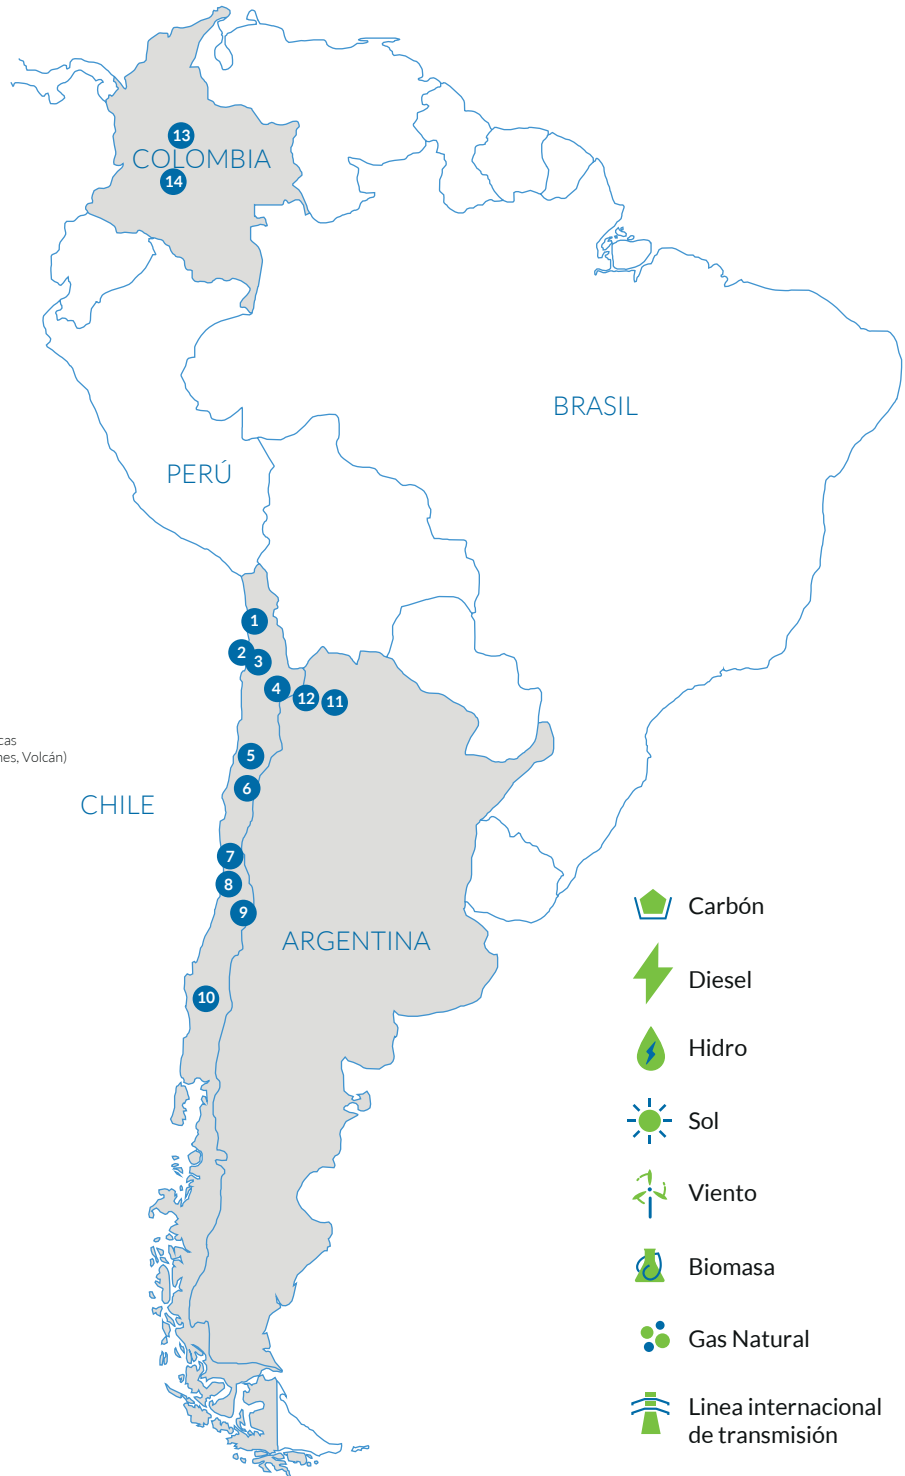 13
COLOMBIA
14
BRASIL
PERÚ
1
2
3
4
12
11
5
Volcán)
6
CHILE
7
8
9
ARGENTINA
10
Carbón
Diesel
Hidro
Sol
Viento
Biomasa
Gas Natural
Linea internacional
de transmisión